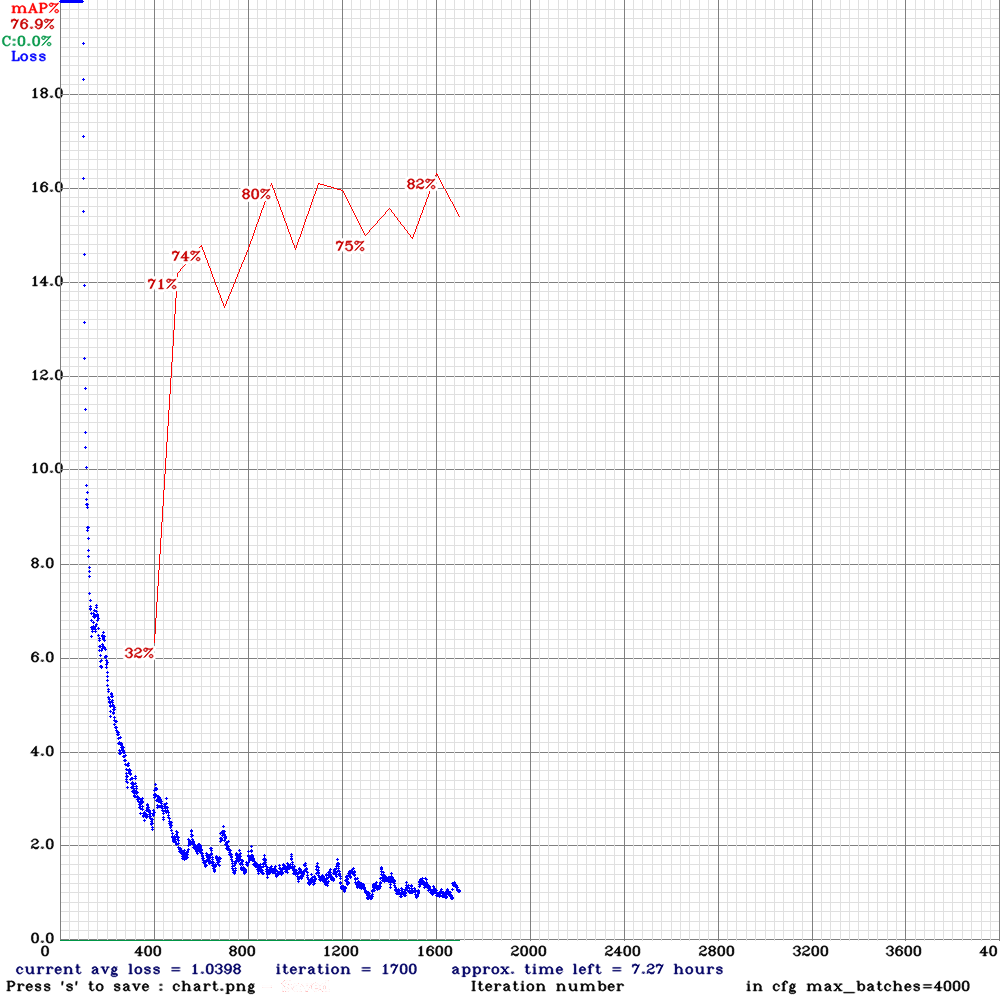 mAP%
76.9%
C:0.0%
Loss
18.0
16.0
82%
80%
75%
74%
14.0
71%
12.0
10.0
8.0
6.0
32%
4.0
2.0
0.0
0 400 800 1200 1600 2000 2400 2800 3200 3600 40
current avg loss = 1.0398 iteration = 1700 approx. time left = 7.27 hours
Press 's' to save : chart.png Iteration number in cfg max_batches=4000